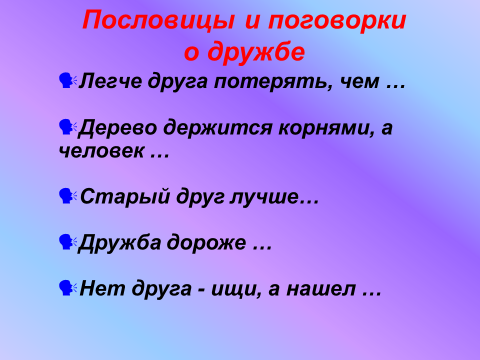 Пословицы и поговорки
о дружбе
Легче друга потерять, чем …
Дерево держится корнями, а
человек …
Старый друг лучше…
Дружба дороже …
Нет друга - ищи, а нашел …